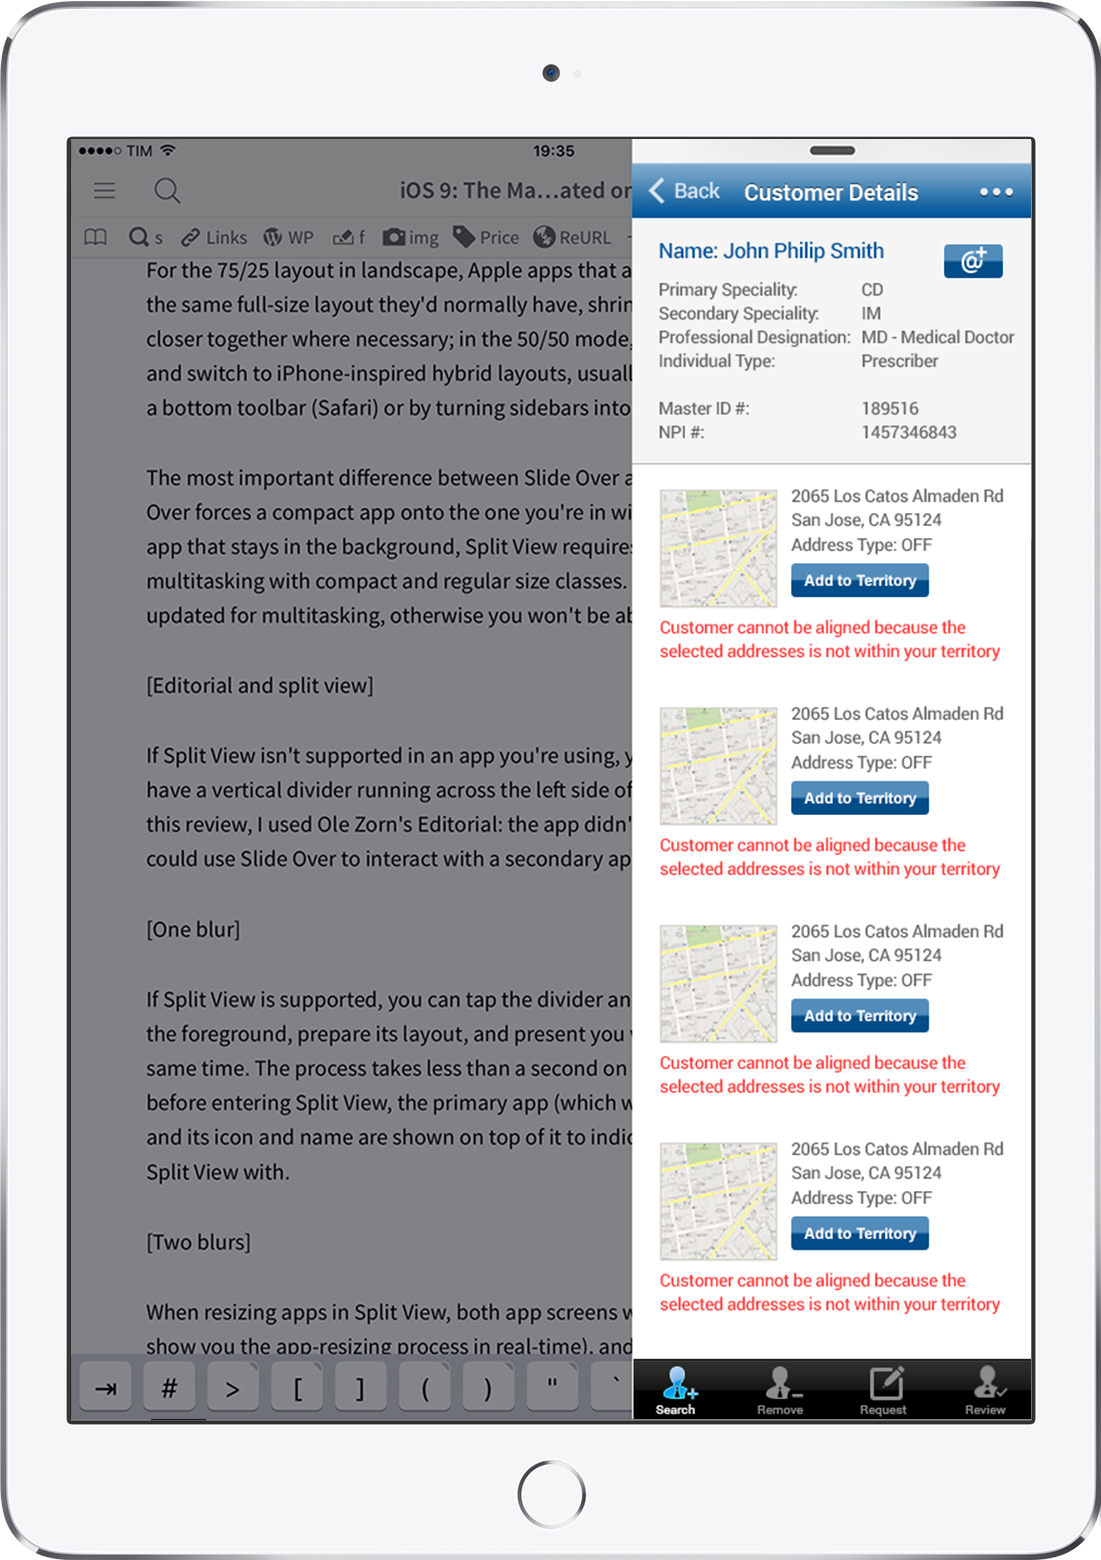 TIM
19:35
iOS 9: The Ma...ated or
s Links WP f img Price ReURL
For the 75/25 layout in landscape, Apple apps that a
the same full-size layout they'd normally have, shrin
closer together where necessary; in the 50/50 mode,
and switch to iPhone-inspired hybrid layouts, usuall
a bottom toolbar (Safari) or by turning sidebars into
The most important difference between Slide Over a
Over forces a compact app onto the one you're in wi
app that stays in the background, Split View requires
multitasking with compact and regular size classes.
updated for multitasking, otherwise you won't be ab
[Editorial and split view]
If Split View isn't supported in an app you're using, y
have a vertical divider running across the left side of
this review, I used Ole Zorn's Editorial: the app didn'
could use Slide Over to interact with a secondary ap
[One blur]
If Split View is supported, you can tap the divider an
the foreground, prepare its layout, and present you
same time. The process takes less than a second on
before entering Split View, the primary app (which w
and its icon and name are shown on top of it to indic
Split View with.
[Two blurs]
When resizing apps in Split View, both app screens w
show you the app-resizing process in real-time), and
# > [ ] ( ) " `
Back Customer Details
Name: John Philip Smith
@+
Primary Speciality: CD
Secondary Speciality: IM
Professional Designation: MD - Medical Doctor
Individual Type: Prescriber
Master ID #: 189516
NPI #: 1457346843
2065 Los Catos Almaden Rd
San Jose, CA 95124
Address Type: OFF
Add to Territory
Customer cannot be aligned because the
selected addresses is not within your territory
2065 Los Catos Almaden Rd
San Jose, CA 95124
Address Type: OFF
Add to Territory
Customer cannot be aligned because the
selected addresses is not within your territory
2065 Los Catos Almaden Rd
San Jose, CA 95124
Address Type: OFF
Add to Territory
Customer cannot be aligned because the
selected addresses is not within your territory
2065 Los Catos Almaden Rd
San Jose, CA 95124
Address Type: OFF
Add to Territory
Customer cannot be aligned because the
selected addresses is not within your territory
Search Remove Request Review